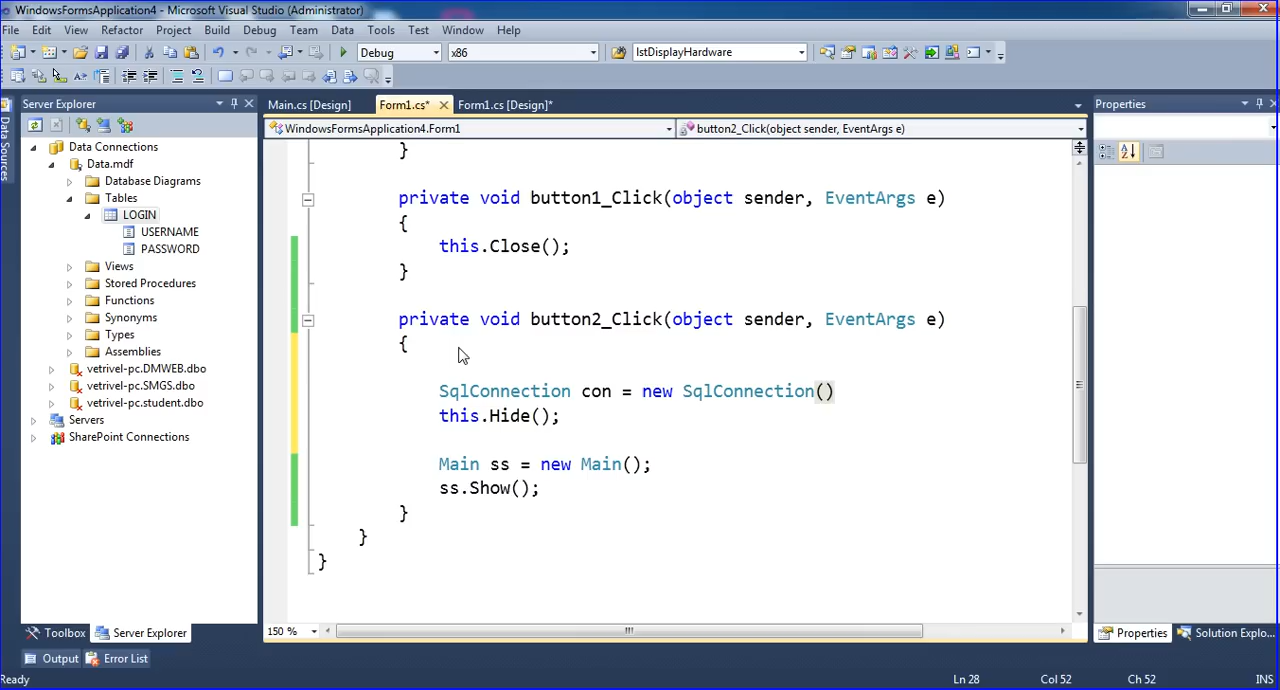 WindowsFormsApplication4 - Microsoft Visual Studio (Administrator)
File Edit View Refactor Project Build Debug Team Data Tools Test Window Help
Debug x86 lstDisplayHardware
Server Explorer
Main.cs [Design] Form1.cs* Form1.cs [Design]*
Properties
WindowsFormsApplication4.Form1 button2_Click(object sender, EventArgs e)
Data Sources
Data Connections
Data.mdf
Database Diagrams
Tables
LOGIN
USERNAME
PASSWORD
Views
Stored Procedures
Functions
Synonyms
Types
Assemblies
vetrivel-pc.DMWEB.dbo
vetrivel-pc.SMGS.dbo
vetrivel-pc.student.dbo
Servers
SharePoint Connections
}
private void button1_Click(object sender, EventArgs e)
{
this.Close();
}
private void button2_Click(object sender, EventArgs e)
{
SqlConnection con = new SqlConnection()
this.Hide();
Main ss = new Main();
ss.Show();
}
}
}
150 %
Toolbox Server Explorer
Properties Solution Explo...
Output Error List
Ready Ln 28 Col 52 Ch 52 INS